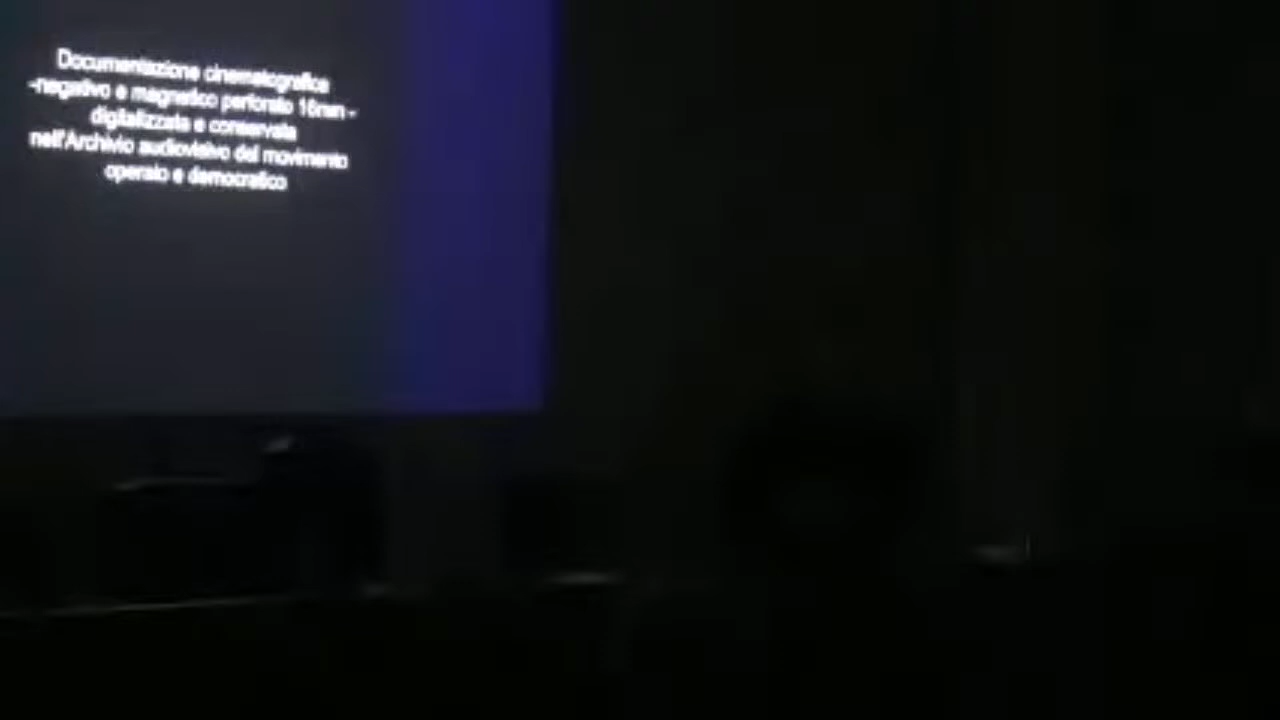 Documentazione cinematografica
-negativo e magnetico perforato 16mm -
digitalizzata e conservata
nell'Archivio audiovisivo del movimento
operaio e democratico